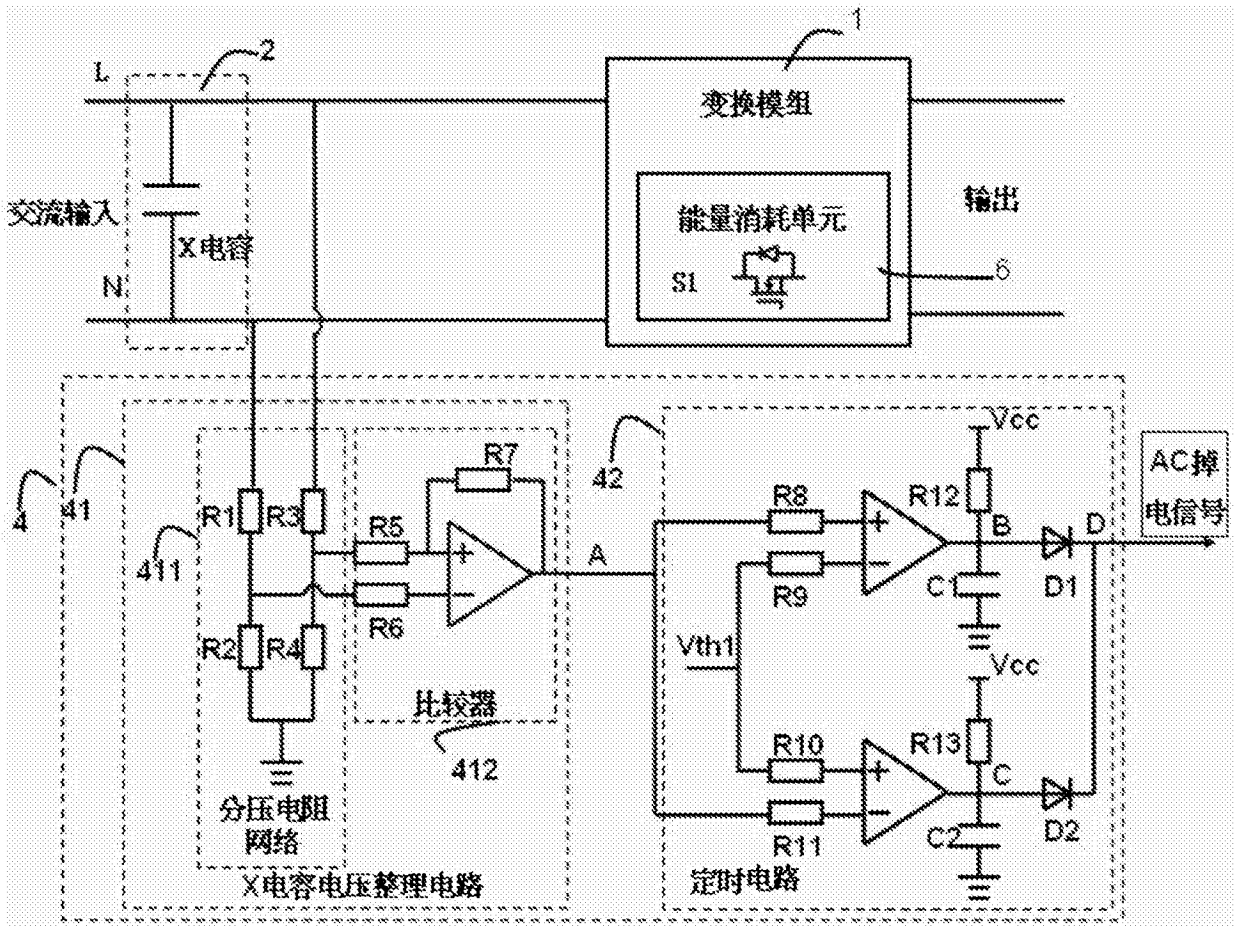 1
2
L
变换模组
交流输入
X电容
能量消耗单元
输出
S1
6
N
Vcc
42
R7
AC掉
电信号
4
41
R8
R12
B
D
R1
R3
R5
411
A
R9
C1
D1
R6
R2
R4
Vth1
Vcc
比较器
R10
R13
C
412
分压电阻
网络
R11
C2
D2
X电容电压整理电路
定时电路